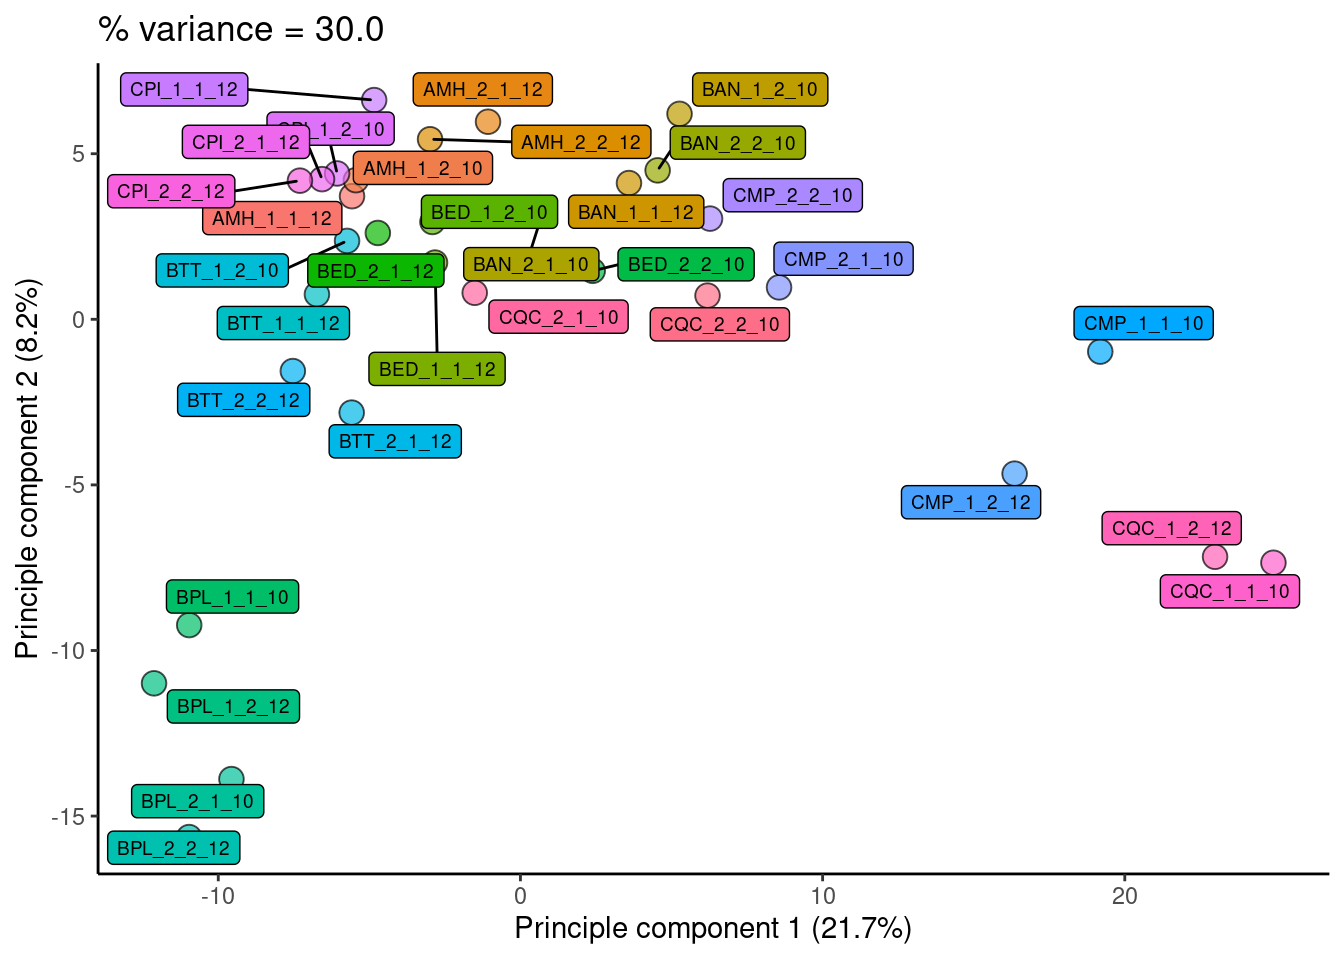 % variance = 30.0
CPI_1_1_12
AMH_2_1_12
BAN_1_2_10
CPI_1_2_10
CPI_2_1_12
AMH_2_2_12
BAN_2_2_10
AMH_1_2_10
CPI_2_2_12
CMP_2_2_10
AMH_1_1_12
BED_1_2_10
BAN_1_1_12
BTT_1_2_10
BED_2_1_12
BAN_2_1_10
BED_2_2_10
CMP_2_1_10
BTT_1_1_12
CQC_2_1_10
CQC_2_2_10
CMP_1_1_10
BED_1_1_12
BTT_2_2_12
BTT_2_1_12
CMP_1_2_12
CQC_1_2_12
CQC_1_1_10
BPL_1_1_10
BPL_1_2_12
BPL_2_1_10
BPL_2_2_12
5
0
-5
-10
-15
Principle component 2 (8.2%)
-10 0 10 20
Principle component 1 (21.7%)